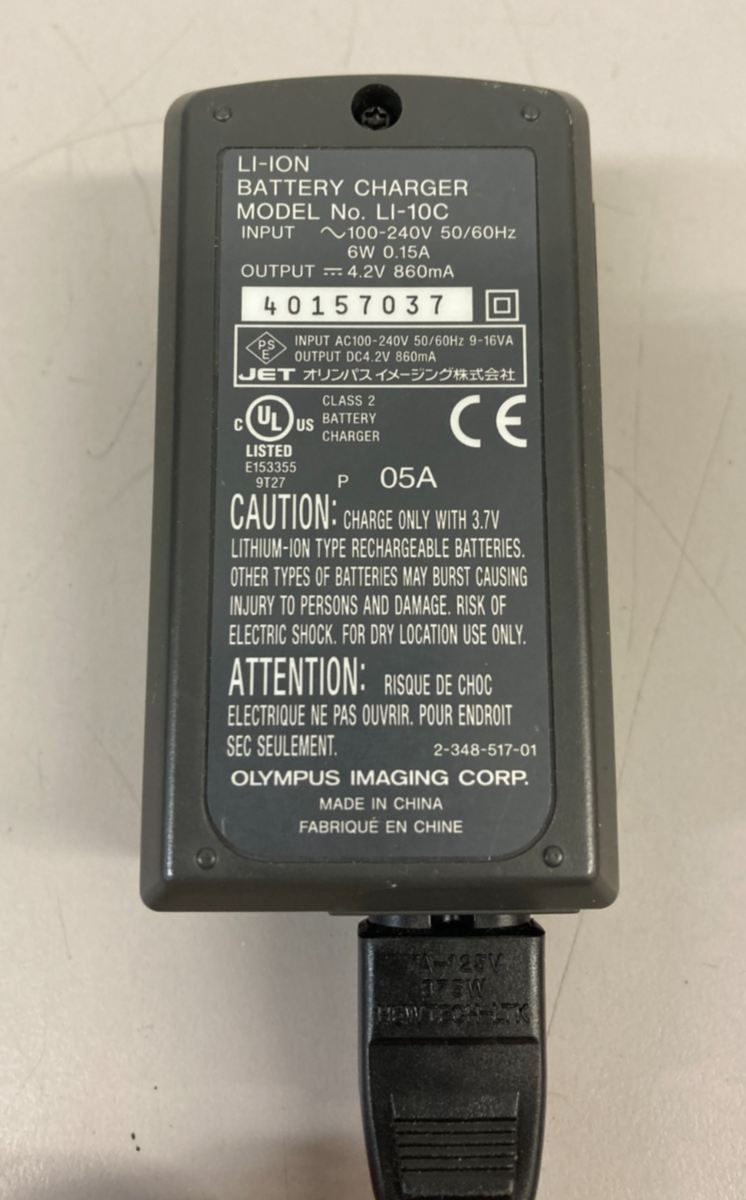 LI-ION
BATTERY CHARGER
MODEL No. LI-10C
INPUT ∼100-240V 50/60Hz
6W 0.15A
OUTPUT ⎓4.2V 860mA
40157037
PS
E
INPUT AC100-240V 50/60Hz 9-16VA
OUTPUT DC4.2V 860mA
JET オリンパスイメージング株式会社
C UL US
LISTED
E153355
9T27
CLASS 2
BATTERY
CHARGER
CE
P 05A
CAUTION: CHARGE ONLY WITH 3.7V
LITHIUM-ION TYPE RECHARGEABLE BATTERIES.
OTHER TYPES OF BATTERIES MAY BURST CAUSING
INJURY TO PERSONS AND DAMAGE. RISK OF
ELECTRIC SHOCK. FOR DRY LOCATION USE ONLY.
ATTENTION: RISQUE DE CHOC
ELECTRIQUE NE PAS OUVRIR. POUR ENDROIT
SEC SEULEMENT. 2-348-517-01
OLYMPUS IMAGING CORP.
MADE IN CHINA
FABRIQUÉ EN CHINE